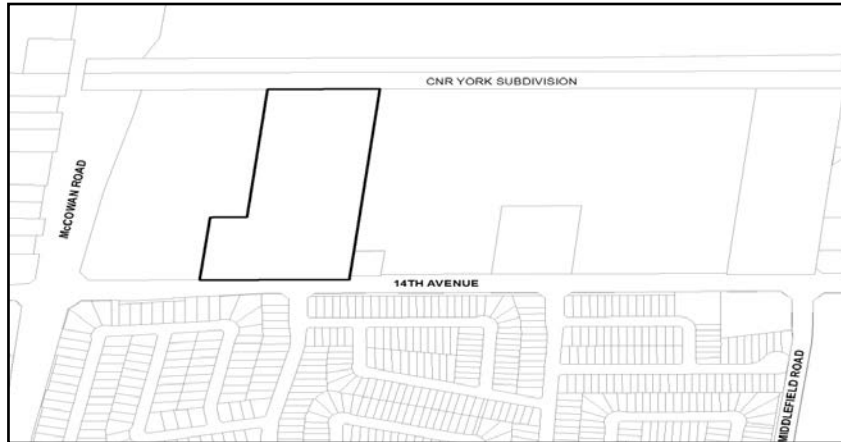 CNR YORK SUBDIVISION
McCOWAN ROAD
14TH AVENUE
MIDDLEFIELD ROAD